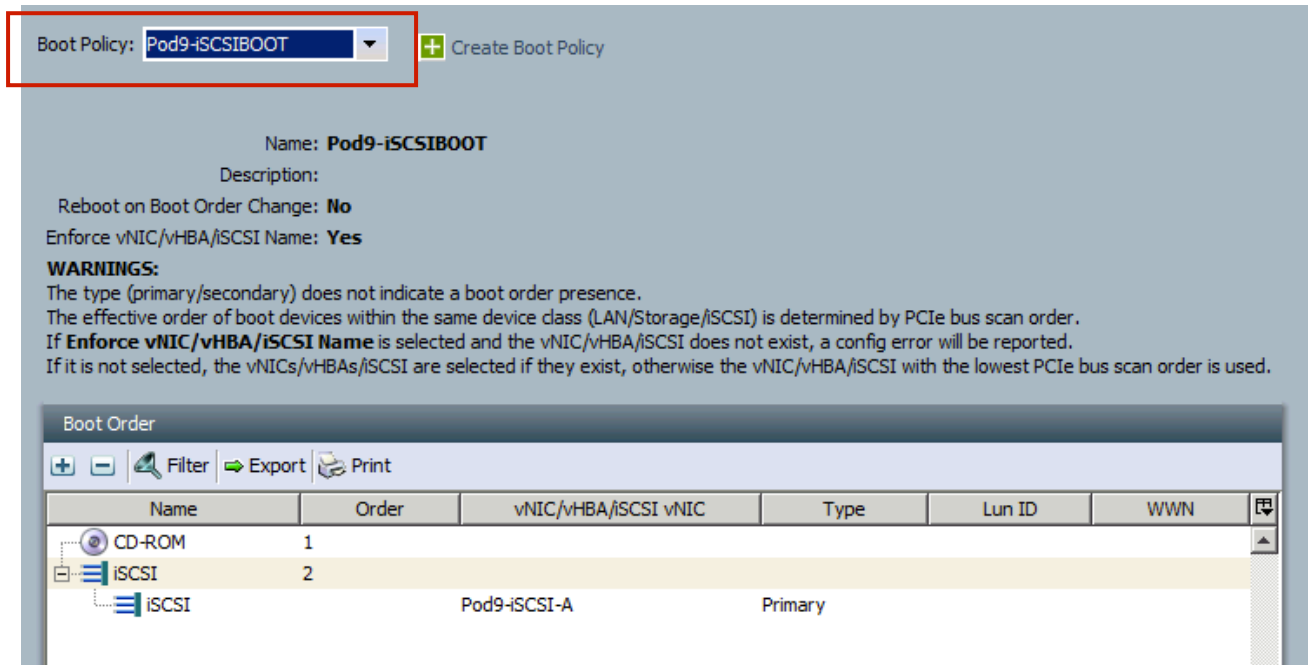 Boot Policy: Pod9-iSCSIBOOT Create Boot Policy
Name: Pod9-iSCSIBOOT
Description:
Reboot on Boot Order Change: No
Enforce vNIC/vHBA/iSCSI Name: Yes
WARNINGS:
The type (primary/secondary) does not indicate a boot order presence.
The effective order of boot devices within the same device class (LAN/Storage/iSCSI) is determined by PCIe bus scan order.
If Enforce vNIC/vHBA/iSCSI Name is selected and the vNIC/vHBA/iSCSI does not exist, a config error will be reported.
If it is not selected, the vNICs/vHBAs/iSCSI are selected if they exist, otherwise the vNIC/vHBA/iSCSI with the lowest PCIe bus scan order is used.
Boot Order
Filter Export Print
Name Order vNIC/vHBA/iSCSI vNIC Type Lun ID WWN
CD-ROM 1
iSCSI 2
iSCSI Pod9-iSCSI-A Primary